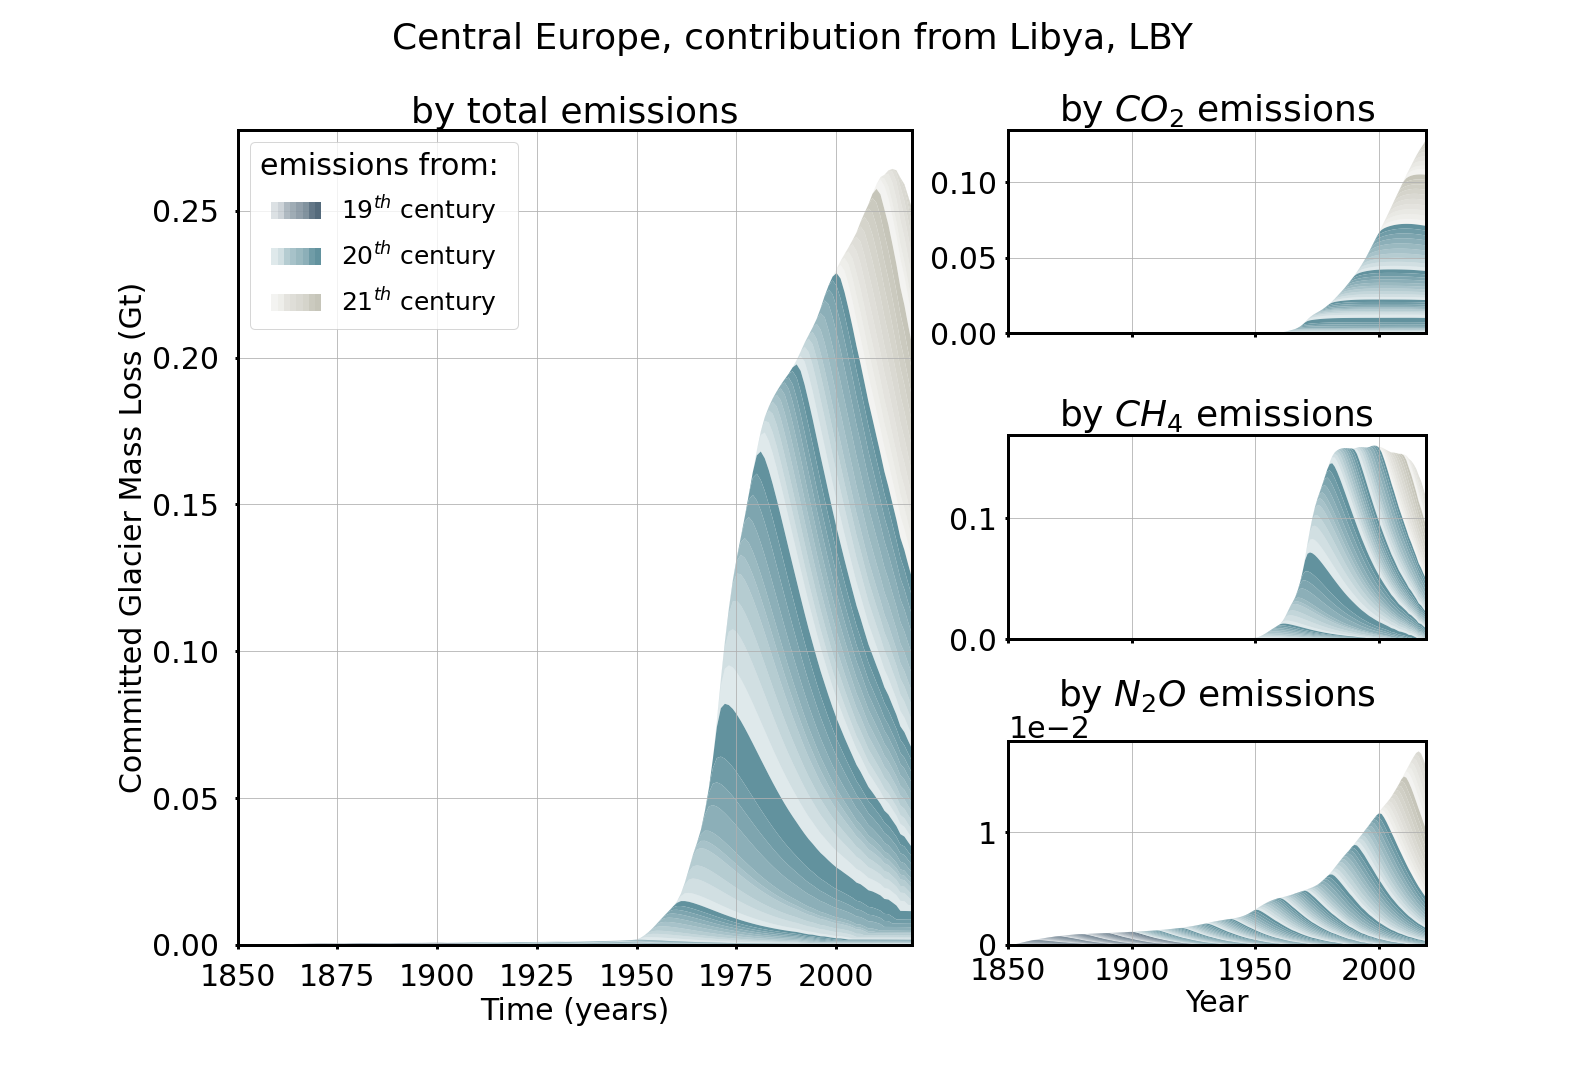 Central Europe, contribution from Libya, LBY
by total emissions
emissions from:
19th century
20th century
21th century
Committed Glacier Mass Loss (Gt)
0.25
0.20
0.15
0.10
0.05
0.00
1850 1875 1900 1925 1950 1975 2000
Time (years)
by CO2 emissions
0.10
0.05
0.00
by CH4 emissions
0.1
0.0
by N2O emissions
1e−2
1
0
1850 1900 1950 2000
Year